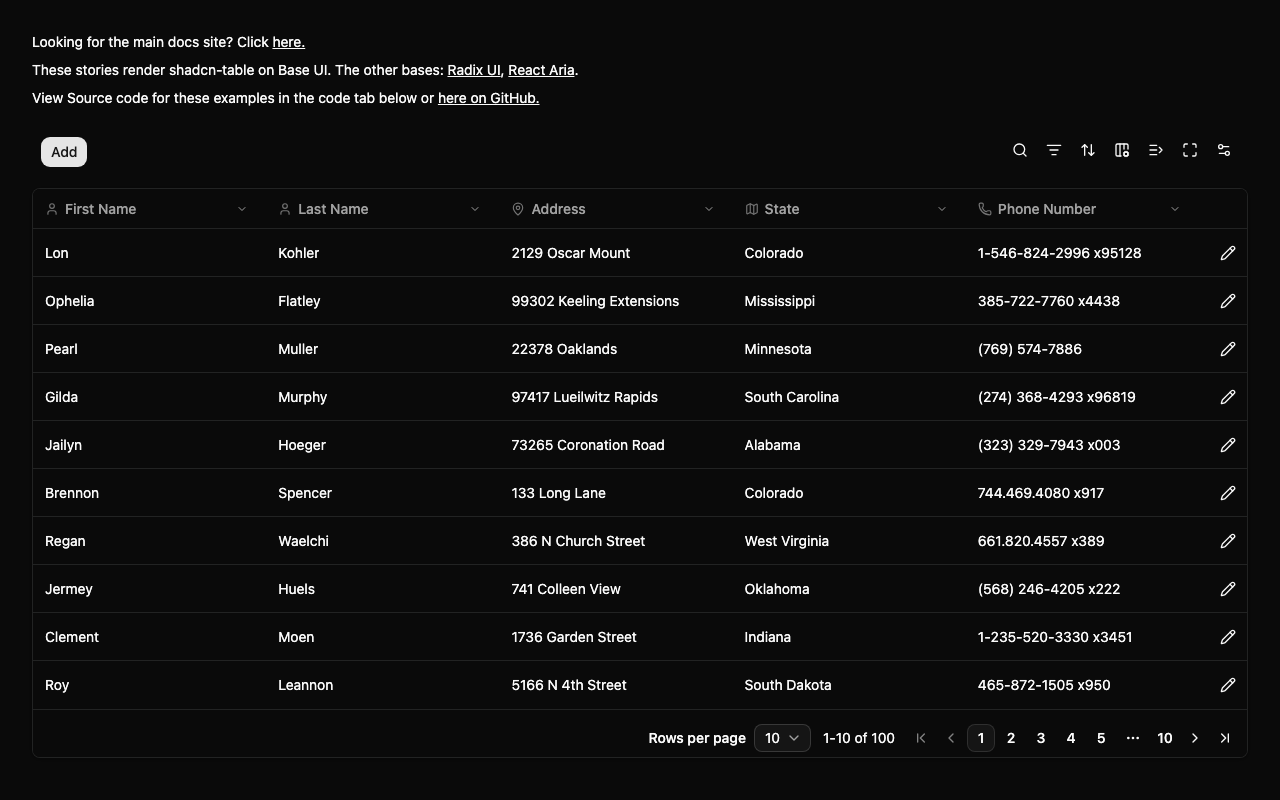 Looking for the main docs site? Click here.
These stories render shadcn-table on Base UI. The other bases: Radix UI, React Aria.
View Source code for these examples in the code tab below or here on GitHub.
Add
First Name Last Name Address State Phone Number
Lon Kohler 2129 Oscar Mount Colorado 1-546-824-2996 x95128
Ophelia Flatley 99302 Keeling Extensions Mississippi 385-722-7760 x4438
Pearl Muller 22378 Oaklands Minnesota (769) 574-7886
Gilda Murphy 97417 Lueilwitz Rapids South Carolina (274) 368-4293 x96819
Jailyn Hoeger 73265 Coronation Road Alabama (323) 329-7943 x003
Brennon Spencer 133 Long Lane Colorado 744.469.4080 x917
Regan Waelchi 386 N Church Street West Virginia 661.820.4557 x389
Jermey Huels 741 Colleen View Oklahoma (568) 246-4205 x222
Clement Moen 1736 Garden Street Indiana 1-235-520-3330 x3451
Roy Leannon 5166 N 4th Street South Dakota 465-872-1505 x950
Rows per page 10 1-10 of 100 1 2 3 4 5 ··· 10